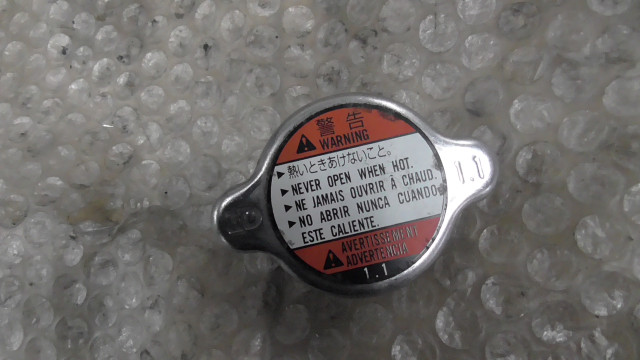 警告
WARNING
▶熱いときあけないこと。
▶NEVER OPEN WHEN HOT.
▶NE JAMAIS OUVRIR À CHAUD.
▶NO ABRIR NUNCA CUANDO
ESTE CALIENTE.
AVERTISSEMENT
ADVERTENCIA
1.1
1.1